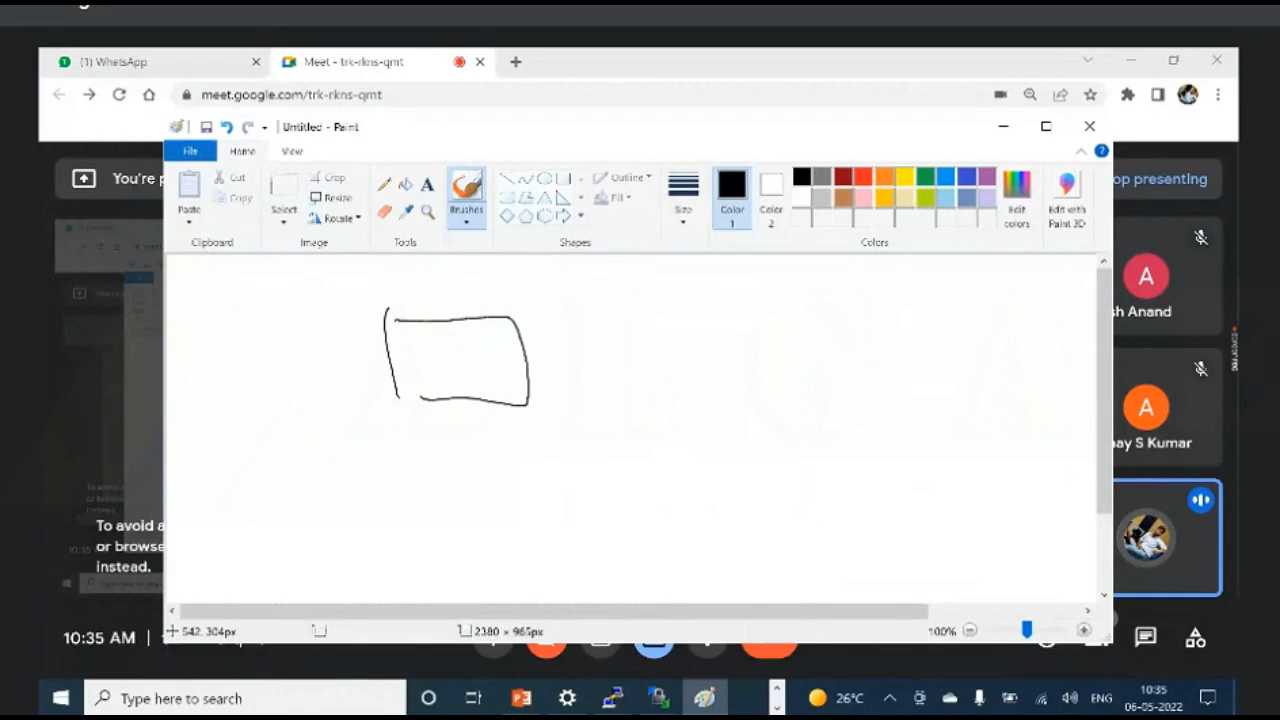 (1) WhatsApp
Meet - trk-rkns-qmt
meet.google.com/trk-rkns-qmt
Untitled - Paint
File
Home
View
You're p
op presenting
Paste
Cut
Copy
Clipboard
Select
Crop
Resize
Rotate
Image
Tools
Brushes
Shapes
Outline
Fill
Size
Color
1
Color
2
Edit
colors
Edit with
Paint 3D
Colors
A
sh Anand
A
ay S Kumar
To avoid a
or browse
instead.
542, 304px
2380 × 965px
100%
10:35 AM
Type here to search
26°C
ENG
10:35
06-05-2022